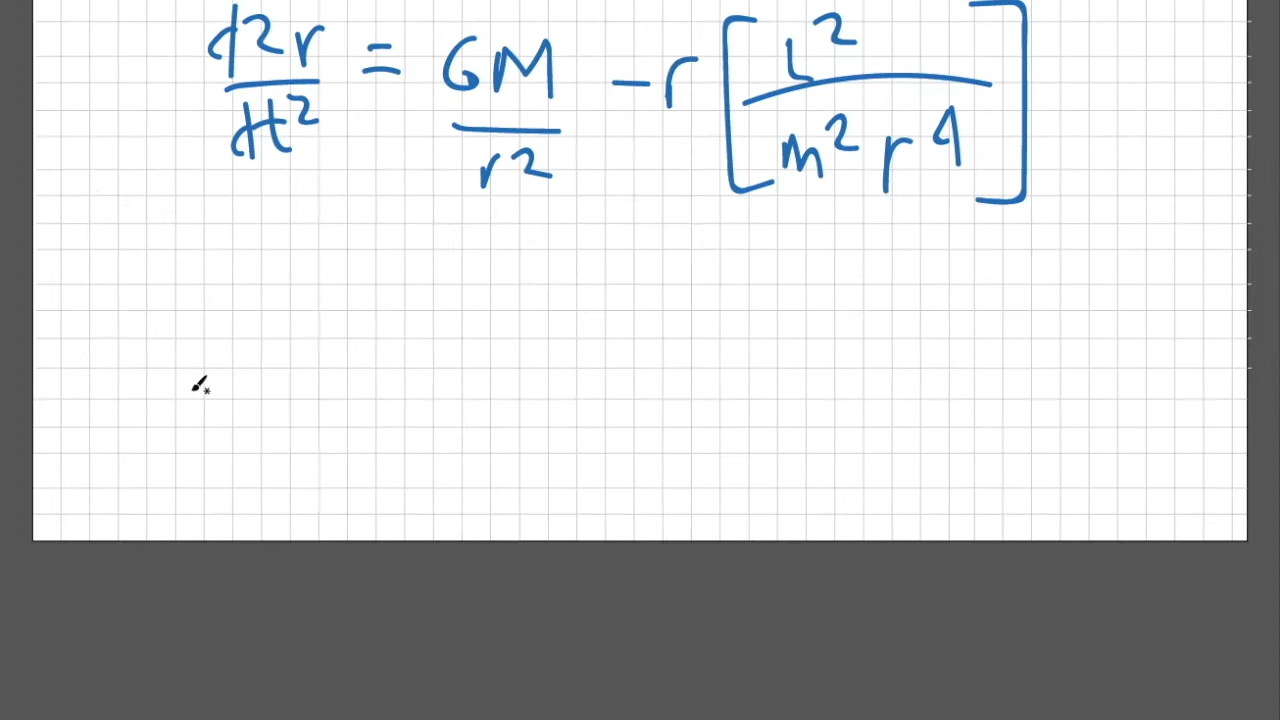 d2r/dt² = GM/r² - r[L²/m²r⁴]